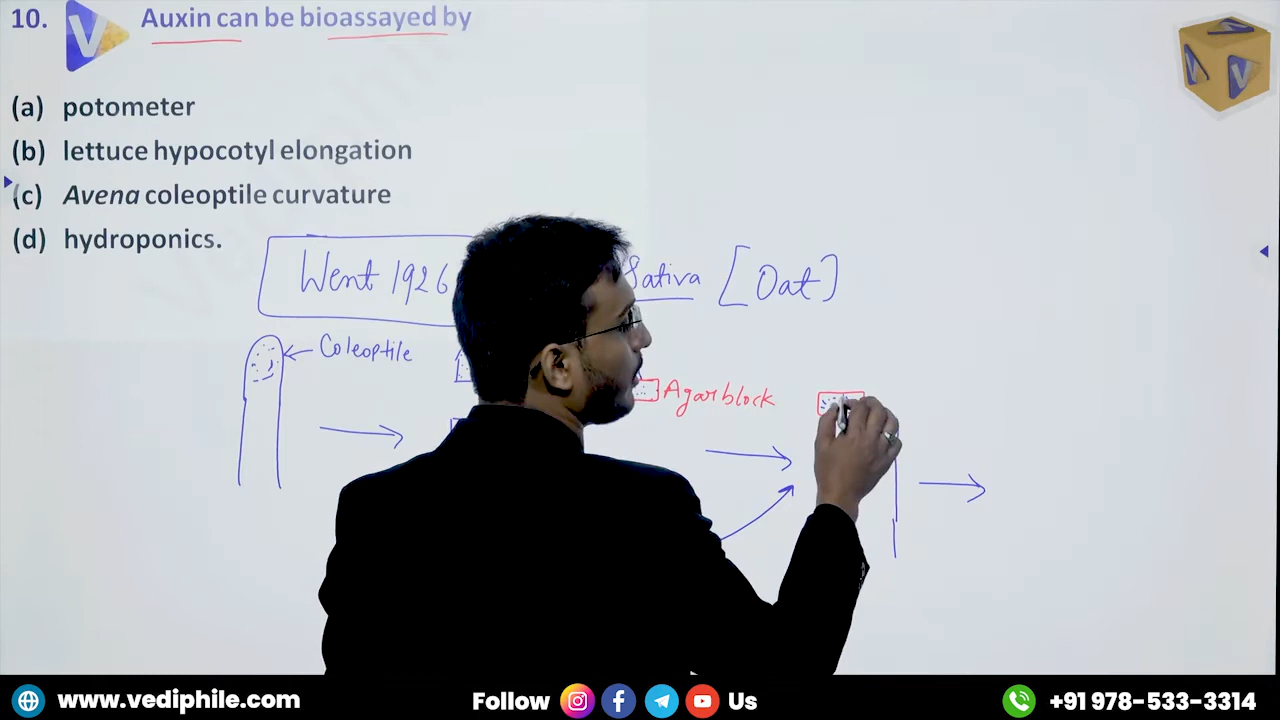 10. Auxin can be bioassayed by
(a) potometer
(b) lettuce hypocotyl elongation
(c) Avena coleoptile curvature
(d) hydroponics.
Went 1926 Sativa [Oat]
Coleoptile
Agar block
www.vediphile.com Follow Us +91 978-533-3314